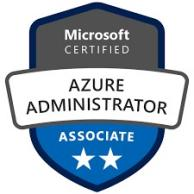 Microsoft
CERTIFIED
AZURE
ADMINISTRATOR
ASSOCIATE